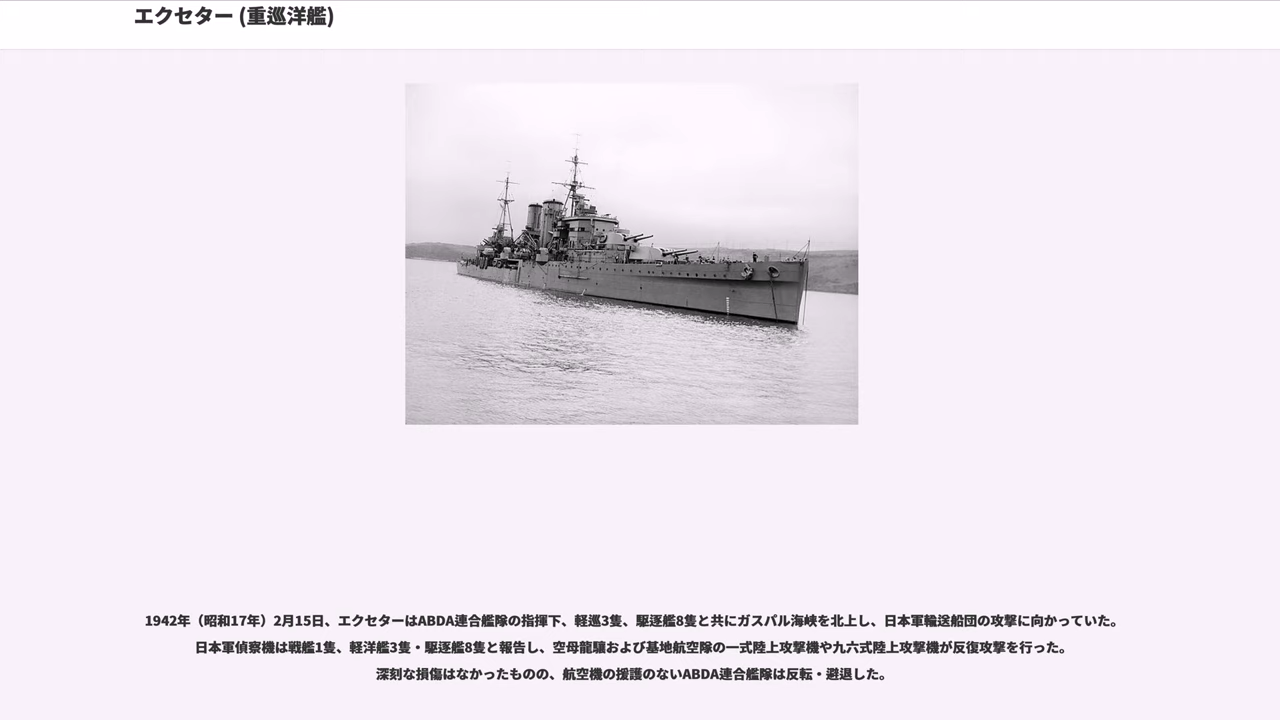 エクセター (重巡洋艦)
1942年（昭和17年）2月15日、エクセターはABDA連合艦隊の指揮下、軽巡3隻、駆逐艦8隻と共にガスパル海峡を北上し、日本軍輸送船団の攻撃に向かっていた。
日本軍偵察機は戦艦1隻、軽洋艦3隻・駆逐艦8隻と報告し、空母龍驤および基地航空隊の一式陸上攻撃機や九六式陸上攻撃機が反復攻撃を行った。
深刻な損傷はなかったものの、航空機の援護のないABDA連合艦隊は反転・避退した。